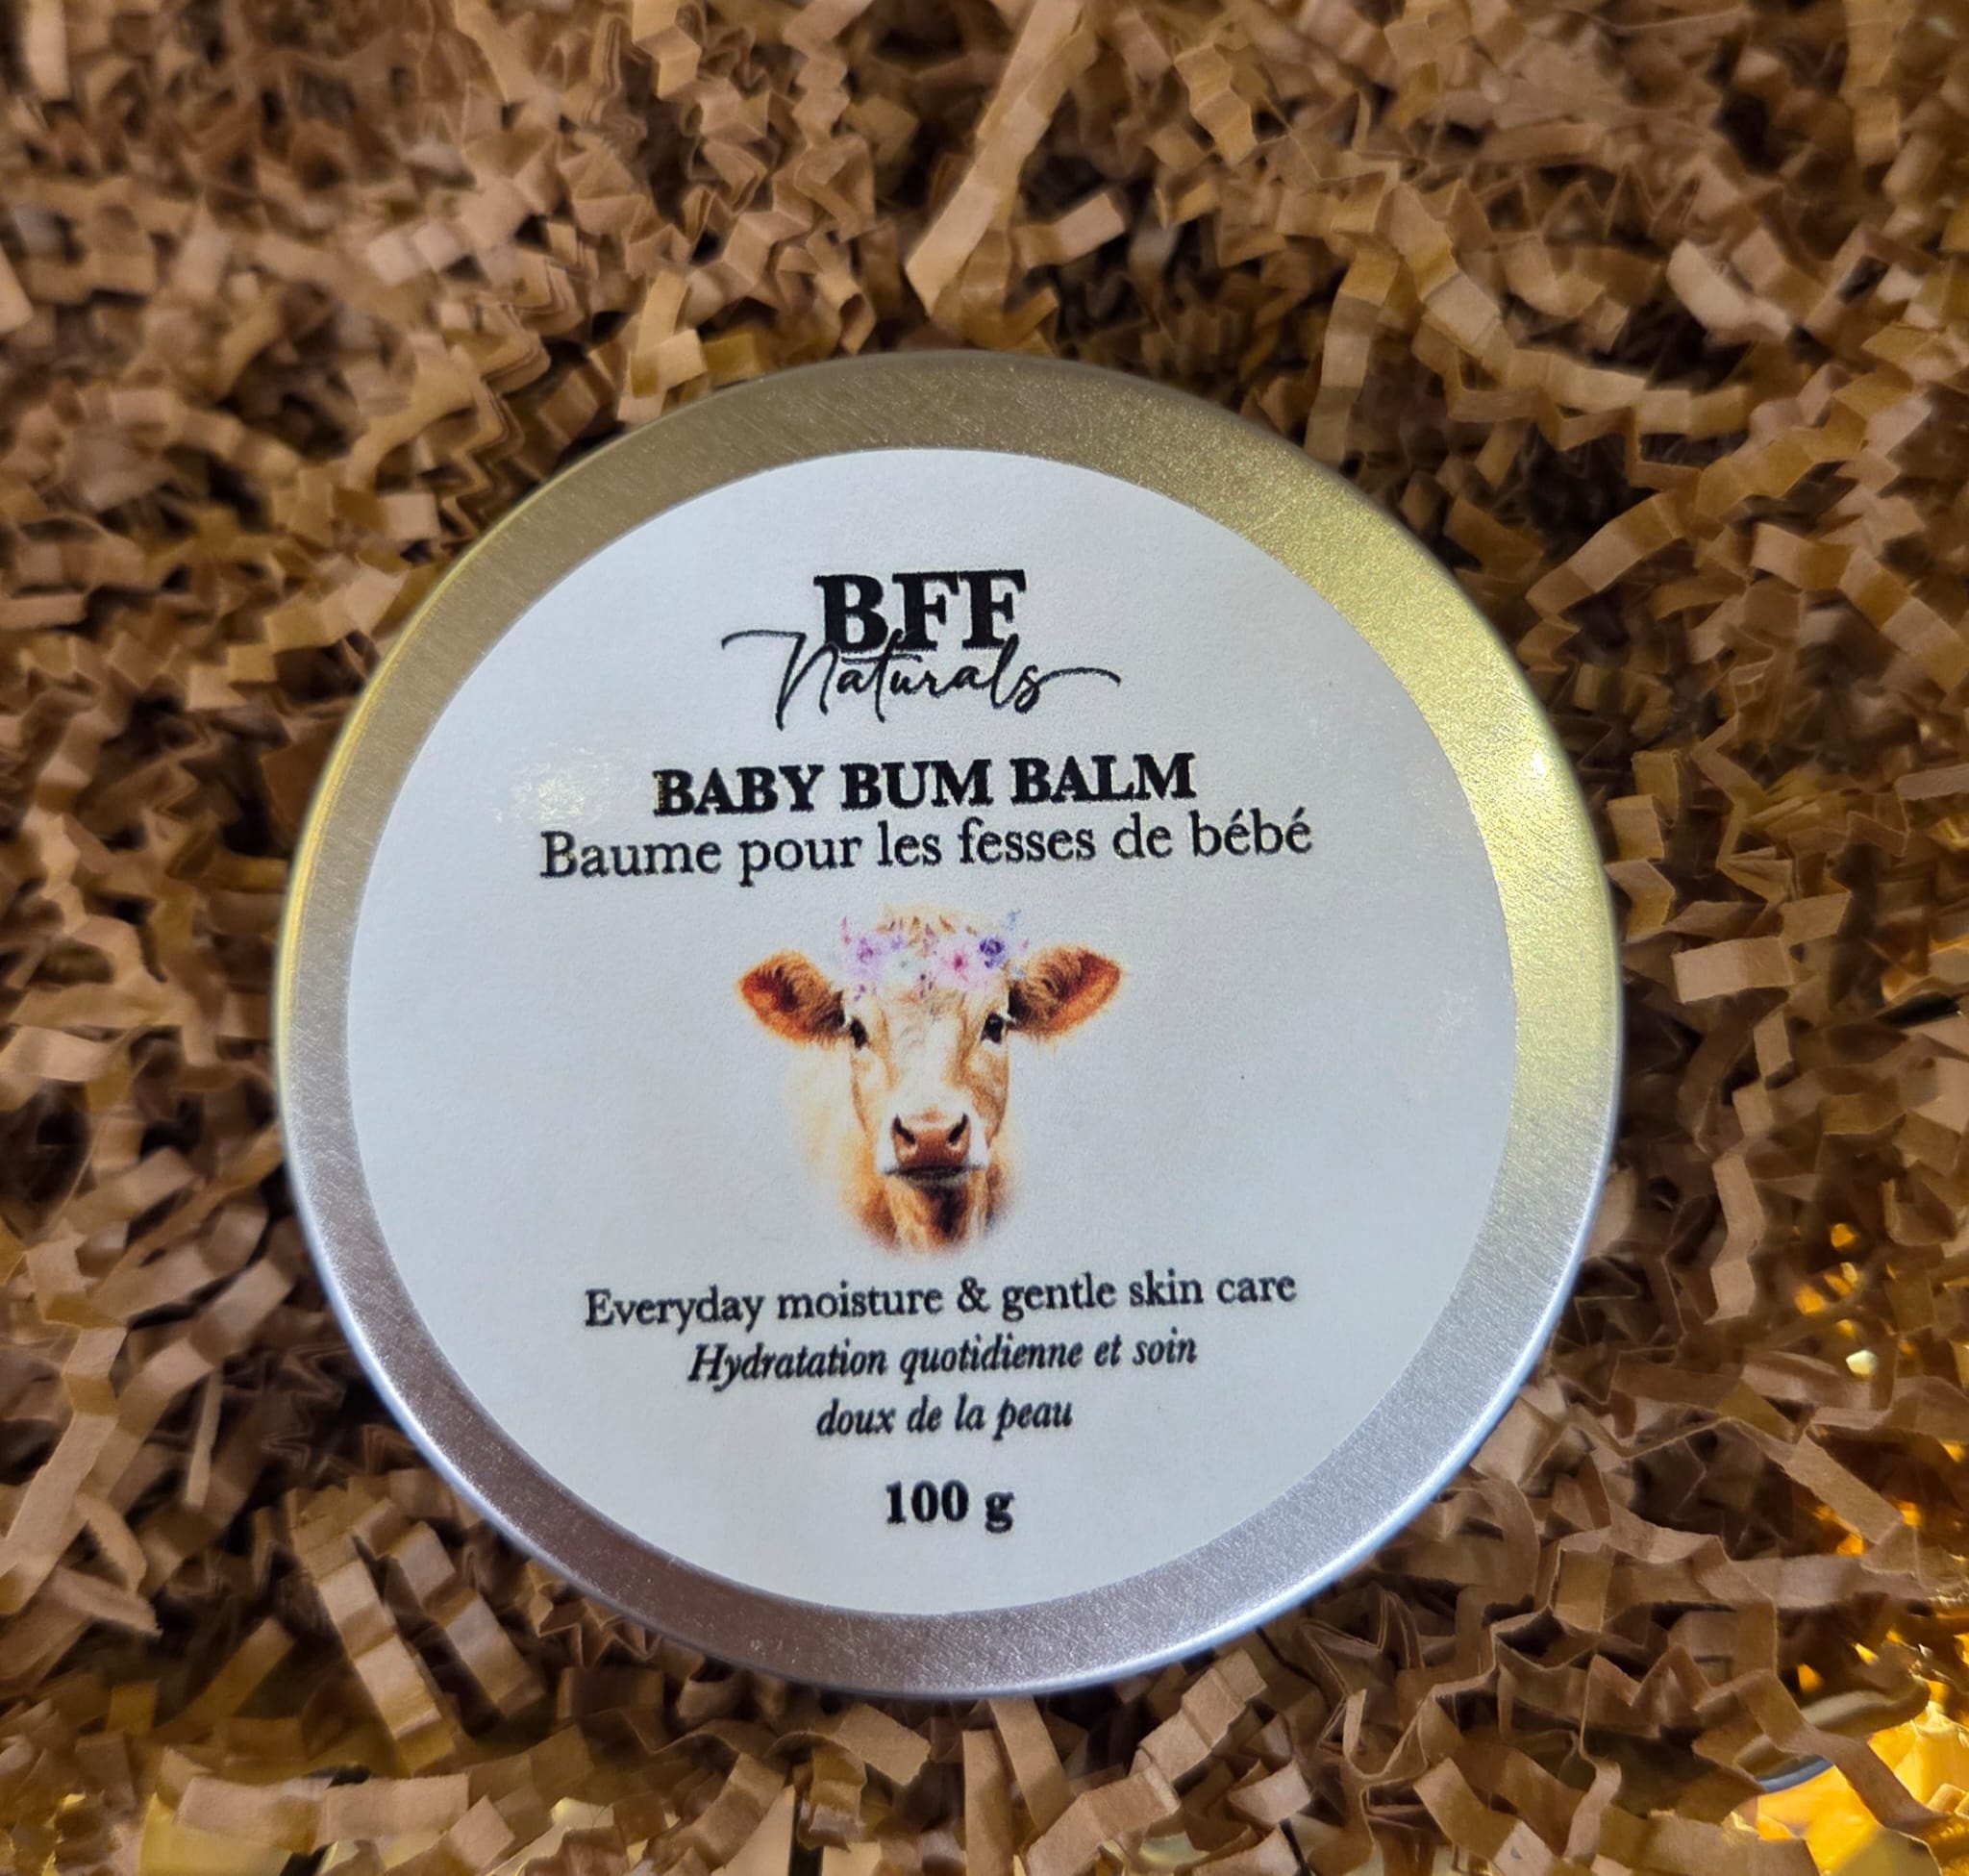 BFF
Naturals
BABY BUM BALM
Baume pour les fesses de bébé
Everyday moisture & gentle skin care
Hydratation quotidienne et soin
doux de la peau
100 g